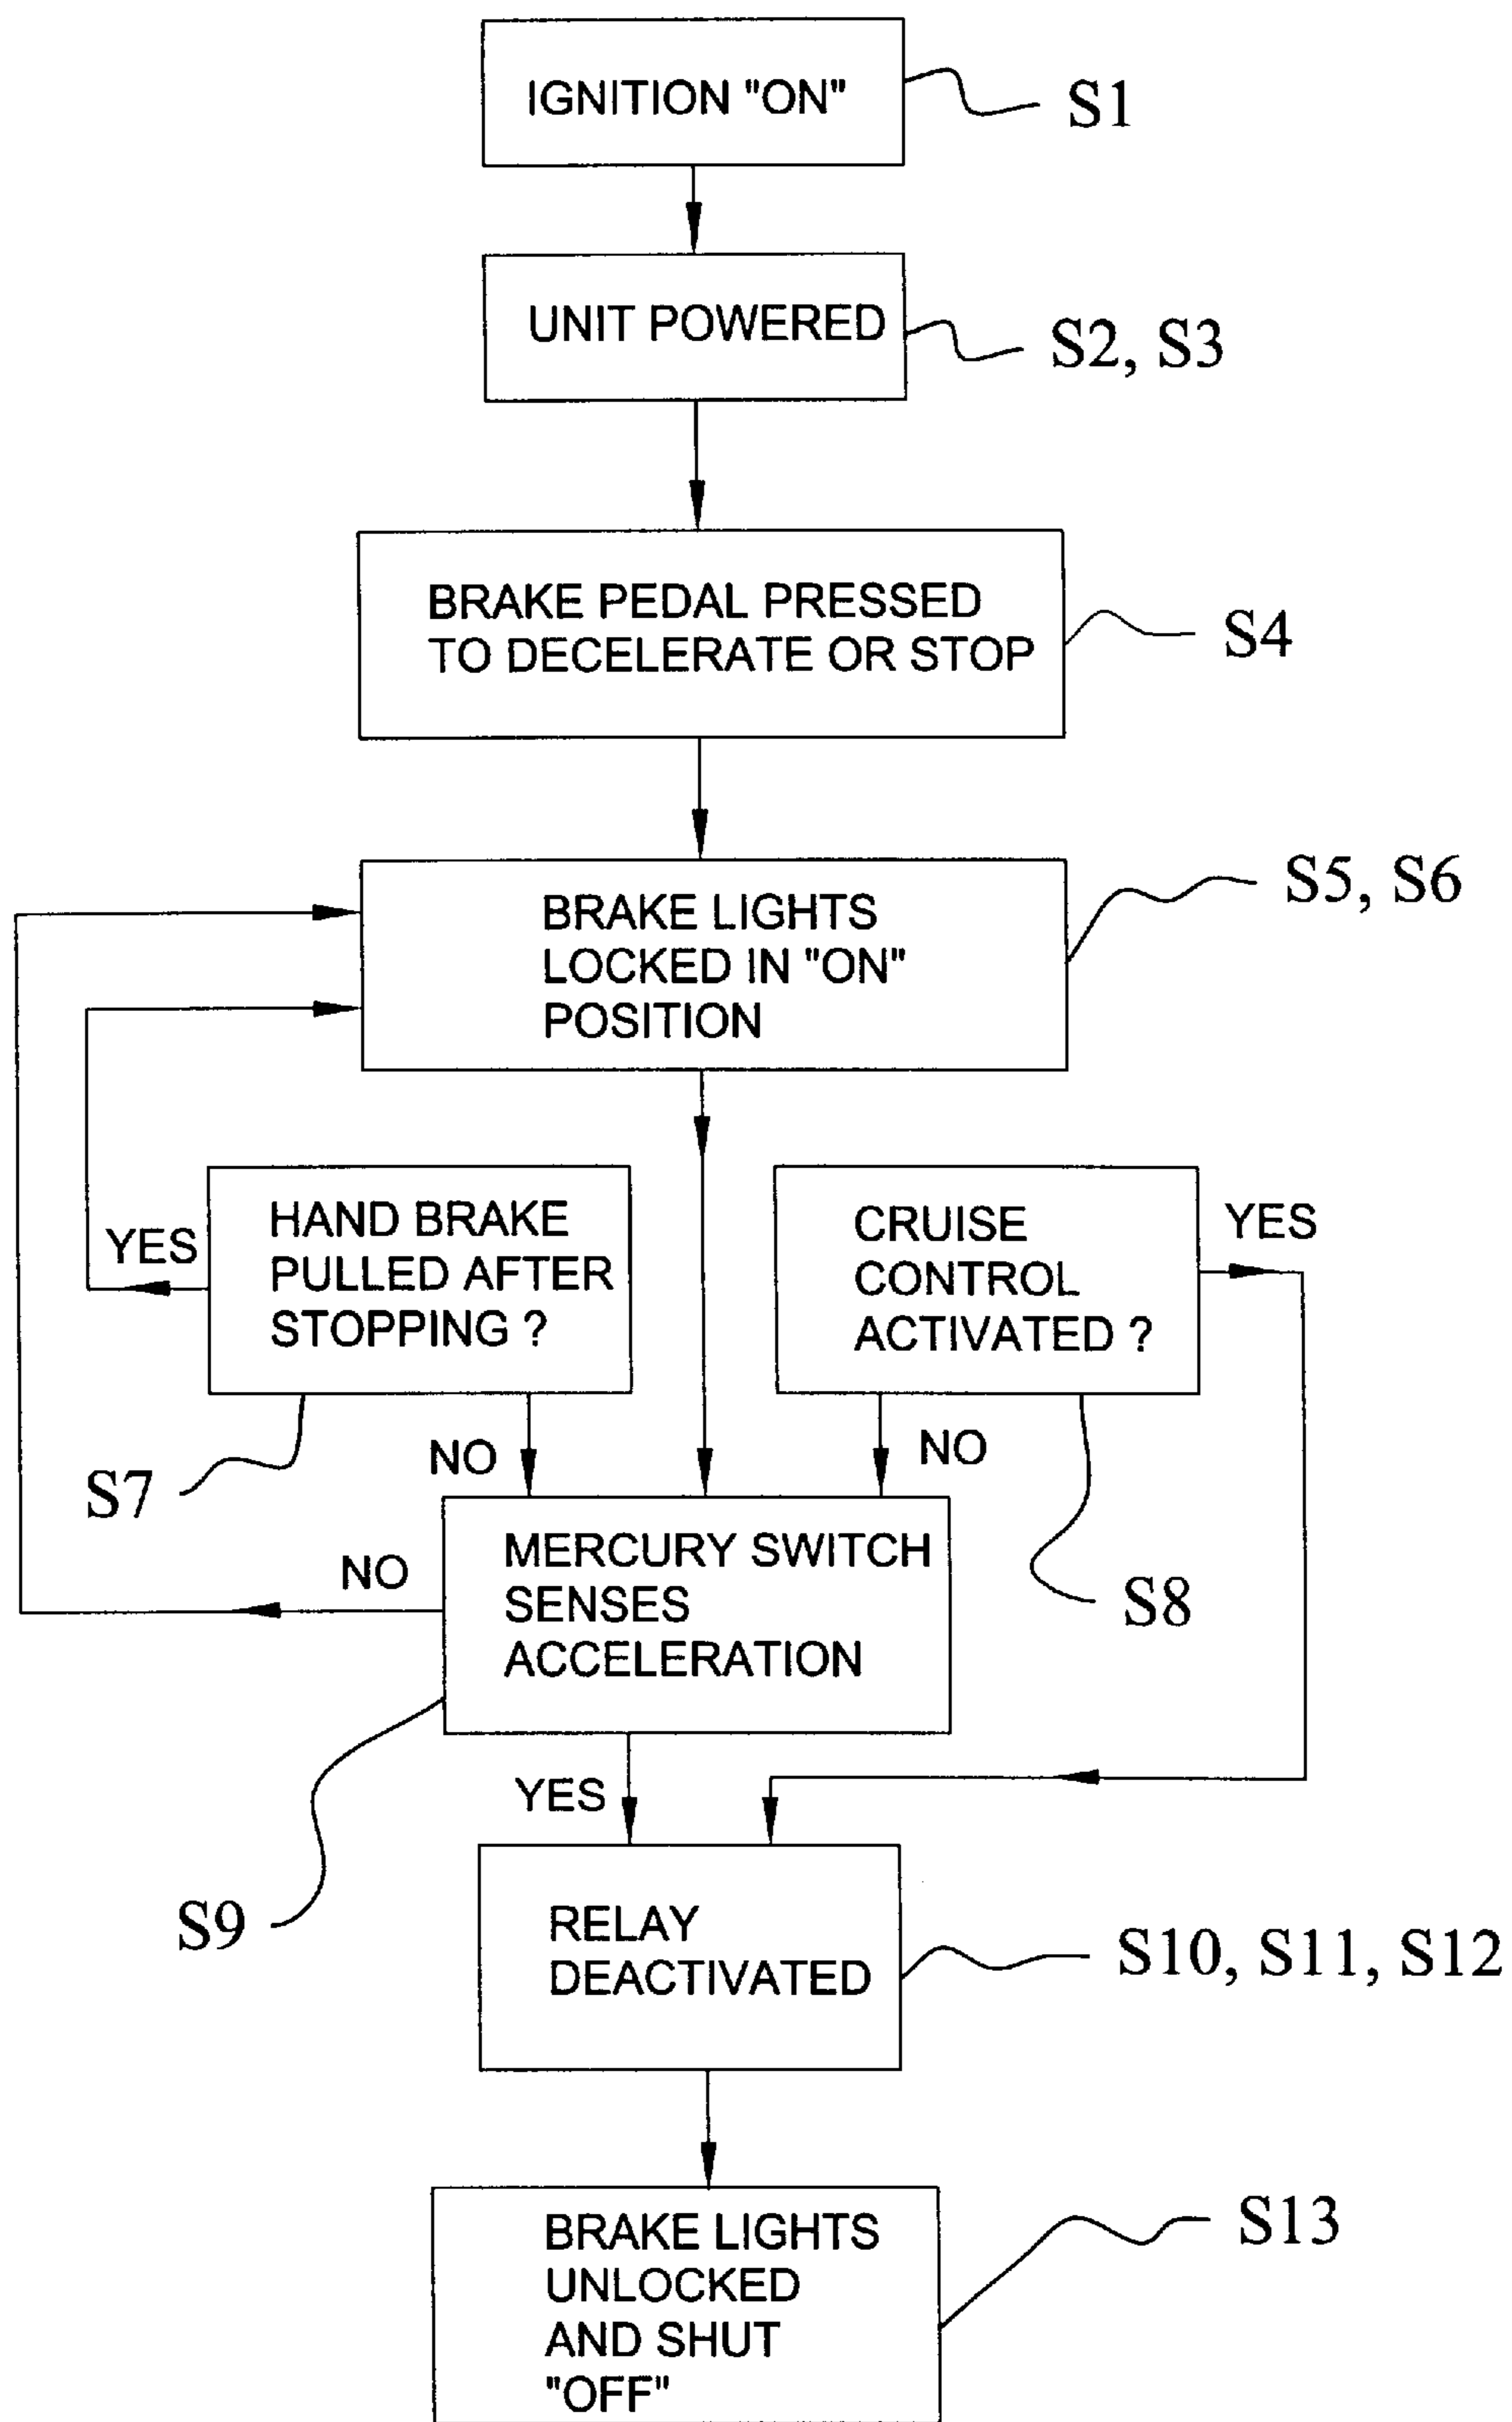 IGNITION "ON"
S1
UNIT POWERED
S2, S3
BRAKE PEDAL PRESSED
TO DECELERATE OR STOP
S4
BRAKE LIGHTS
LOCKED IN "ON"
POSITION
S5, S6
YES
HAND BRAKE
PULLED AFTER
STOPPING ?
CRUISE
CONTROL
ACTIVATED ?
YES
NO
NO
S7
S8
NO
MERCURY SWITCH
SENSES
ACCELERATION
YES
S9
RELAY
DEACTIVATED
S10, S11, S12
BRAKE LIGHTS
UNLOCKED
AND SHUT
"OFF"
S13